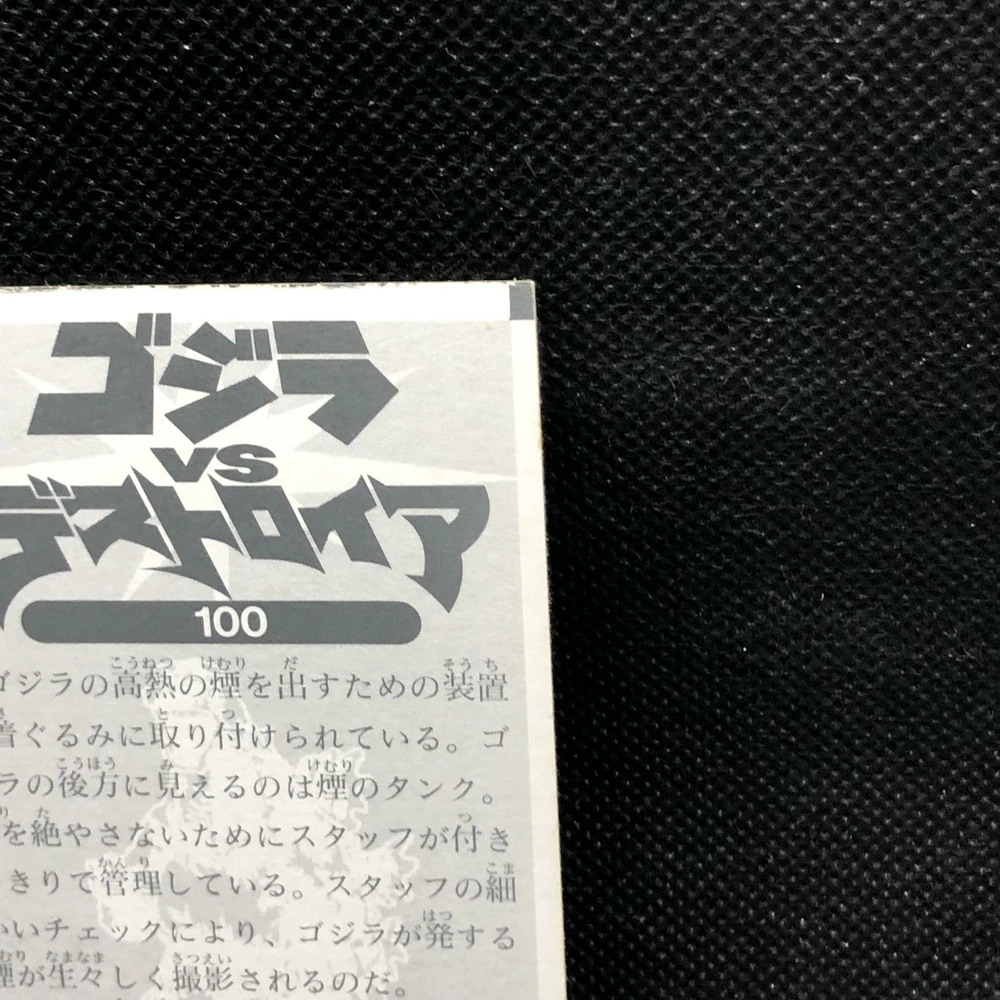 ゴジラ
VS
デストロイア
100
ゴジラの高熱の煙を出すための装置
着ぐるみに取り付けられている。ゴ
ラの後方に見えるのは煙のタンク。
を絶やさないためにスタッフが付き
きりで管理している。スタッフの細
かいチェックにより、ゴジラが発する
煙が生々しく撮影されるのだ。